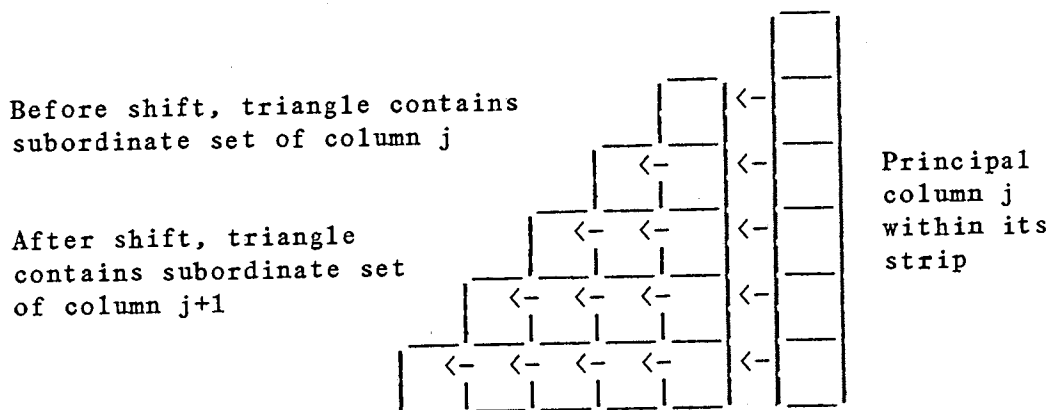 Before shift, triangle contains
subordinate set of column j
After shift, triangle
contains subordinate set
of column j+1
Principal
column j
within its
strip